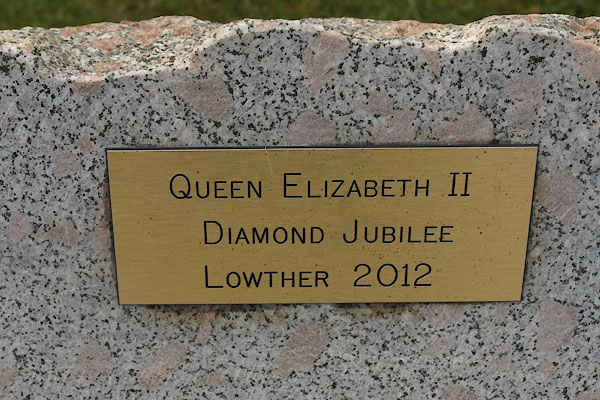 Queen Elizabeth II
Diamond Jubilee
Lowther 2012